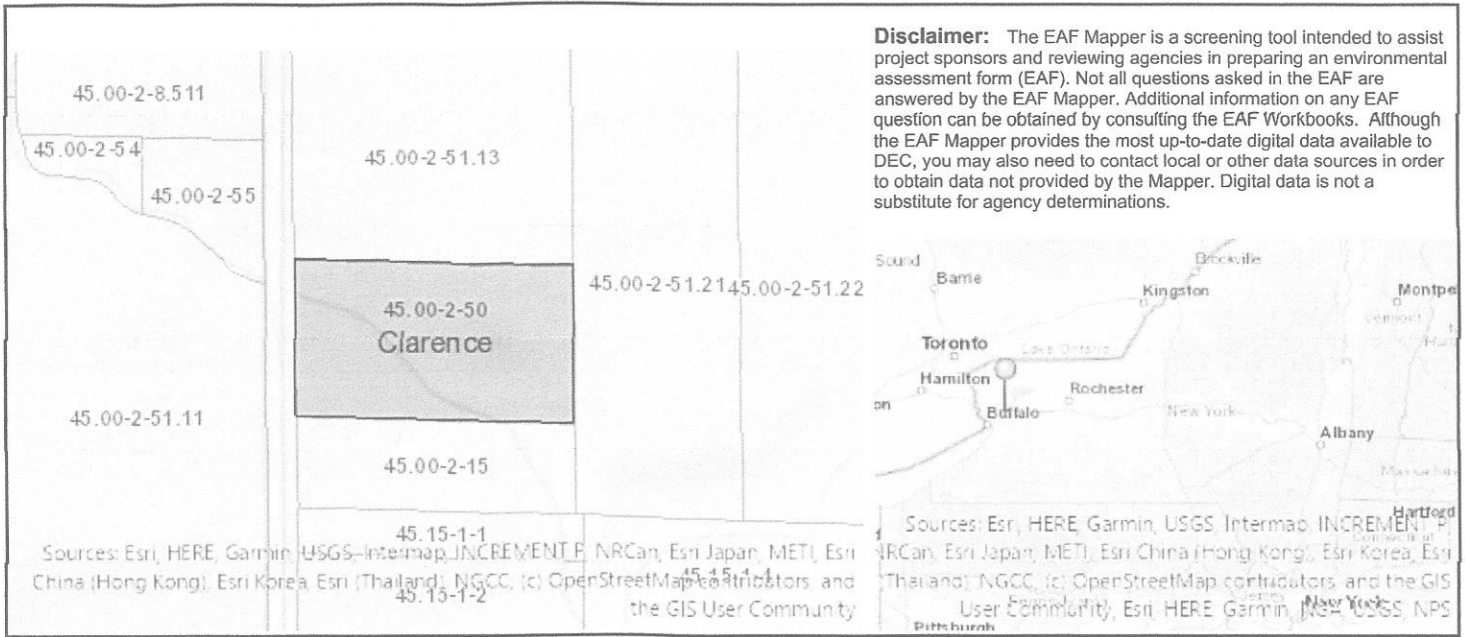 45.00-2-8.511
45.00-2-54
45.00-2-55
45.00-2-51.13
45.00-2-51.21
45.00-2-51.22
45.00-2-50
Clarence
45.00-2-51.11
45.00-2-15
45.15-1-1
45.15-1-2
Sources: Esri, HERE, Garmin, USGS, Intermap, INCREMENT P, NRCan, Esri Japan, METI, Esri
China (Hong Kong), Esri Korea, Esri (Thailand), NGCC, (c) OpenStreetMap contributors, and
the GIS User Community
Disclaimer: The EAF Mapper is a screening tool intended to assist
project sponsors and reviewing agencies in preparing an environmental
assessment form (EAF). Not all questions asked in the EAF are
answered by the EAF Mapper. Additional information on any EAF
question can be obtained by consulting the EAF Workbooks. Although
the EAF Mapper provides the most up-to-date digital data available to
DEC, you may also need to contact local or other data sources in order
to obtain data not provided by the Mapper. Digital data is not a
substitute for agency determinations.
Sound
Barrie
Brockville
Kingston
Montpe
Vermont
Toronto
Lake Ontario
Hamilton
Rochester
on
Buffalo
New York
Albany
Hartford
Sources: Esri, HERE, Garmin, USGS, Intermap, INCREMENT P,
NRCan, Esri Japan, METI, Esri China (Hong Kong), Esri Korea, Esri
(Thailand), NGCC, (c) OpenStreetMap contributors, and the GIS
User Community, Esri, HERE, Garmin, NGA, USGS, NPS
New York
Pittsburgh